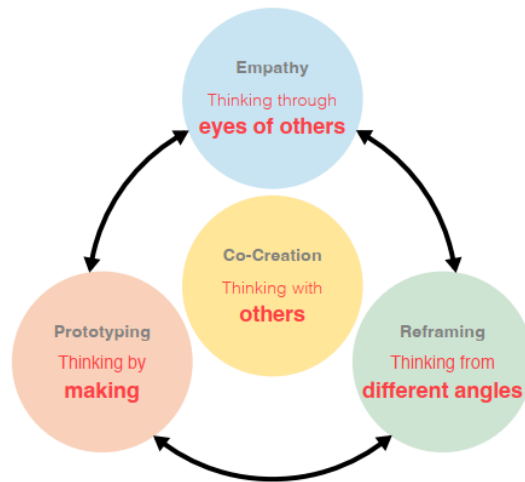 Empathy
Thinking through
eyes of others
Co-Creation
Thinking with
others
Prototyping
Thinking by
making
Reframing
Thinking from
different angles